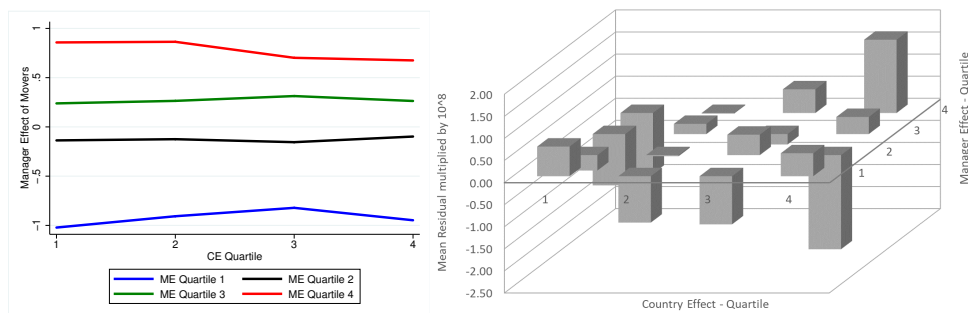 Manager Effect of Movers
1
.5
0
-.5
-1
1 2 3 4
CE Quartile
ME Quartile 1 ME Quartile 2
ME Quartile 3 ME Quartile 4
Mean Residual multiplied by 10^8
2.00
1.50
1.00
0.50
0.00
-0.50
-1.00
-1.50
-2.00
-2.50
1 2 3 4
Country Effect - Quartile
1
2
3
4
Manager Effect - Quartile